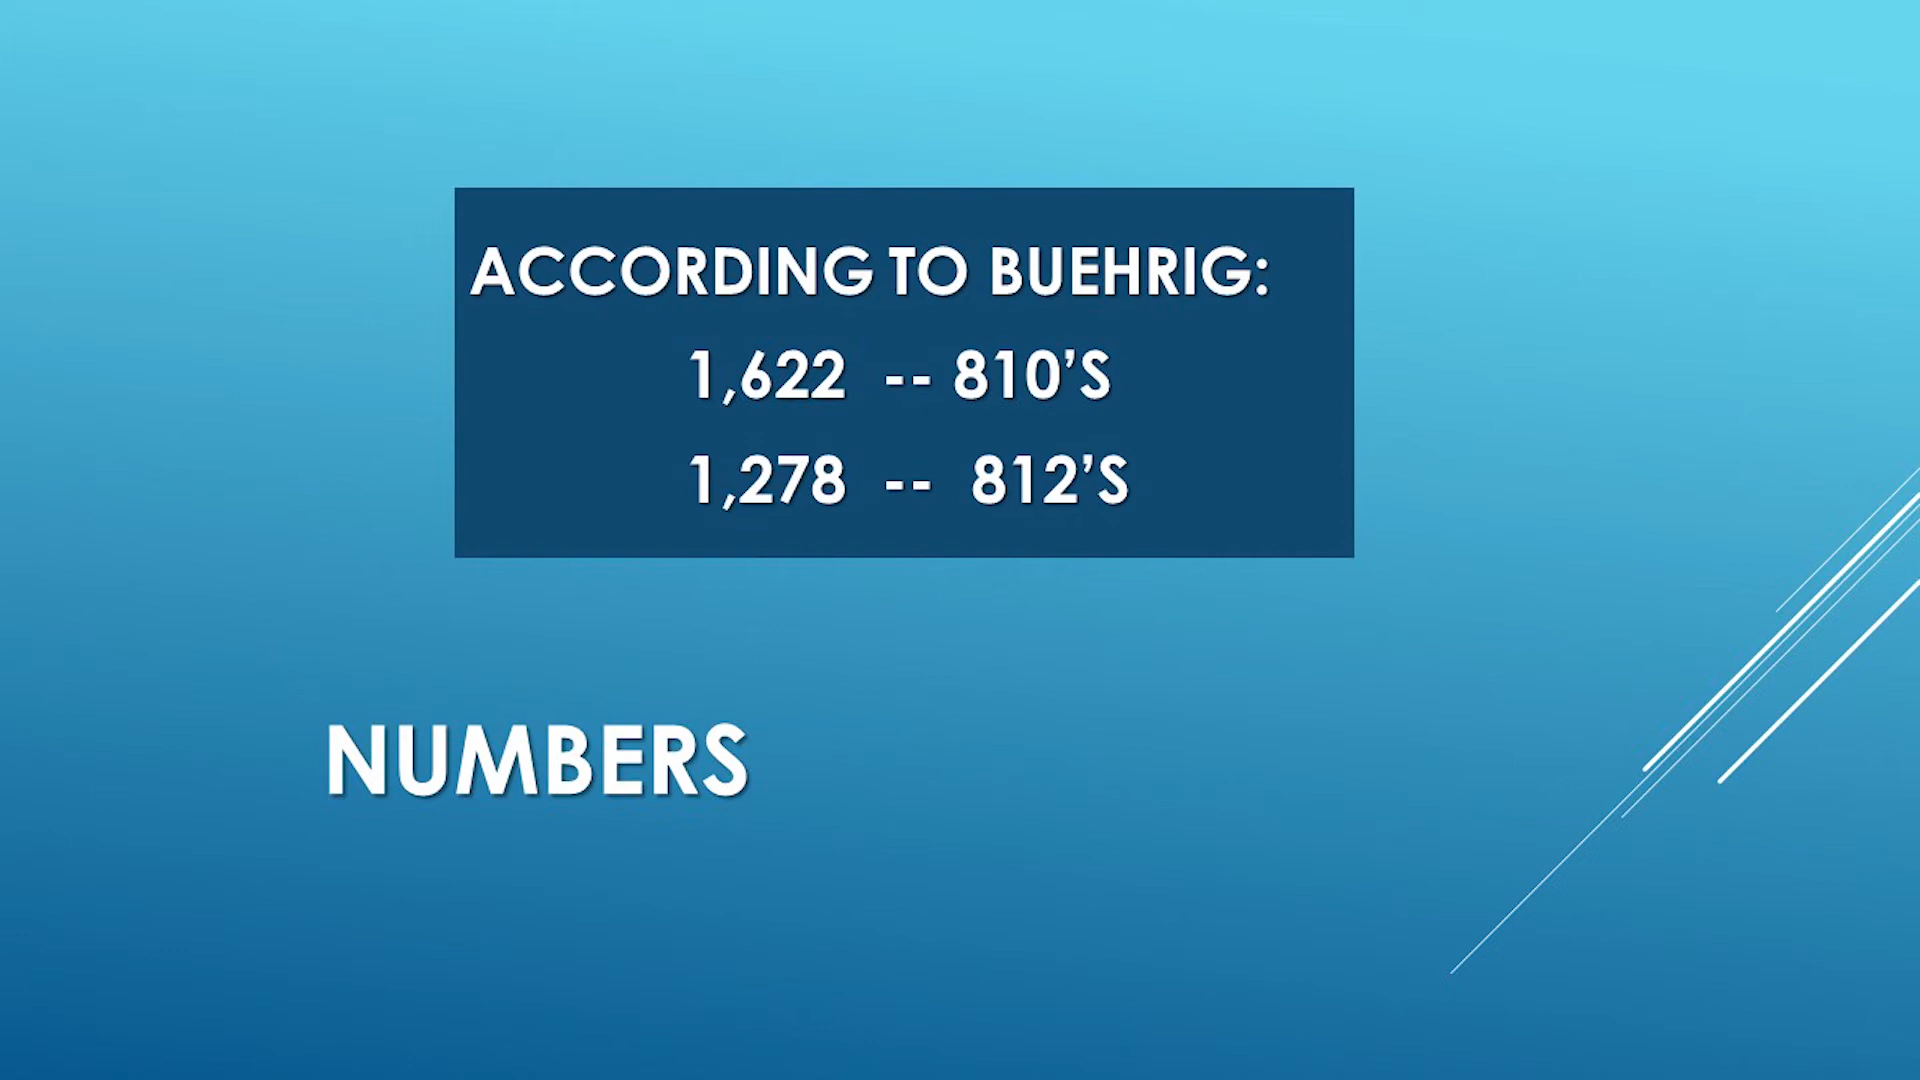 ACCORDING TO BUEHRIG:
1,622 -- 810’S
1,278 -- 812’S
NUMBERS